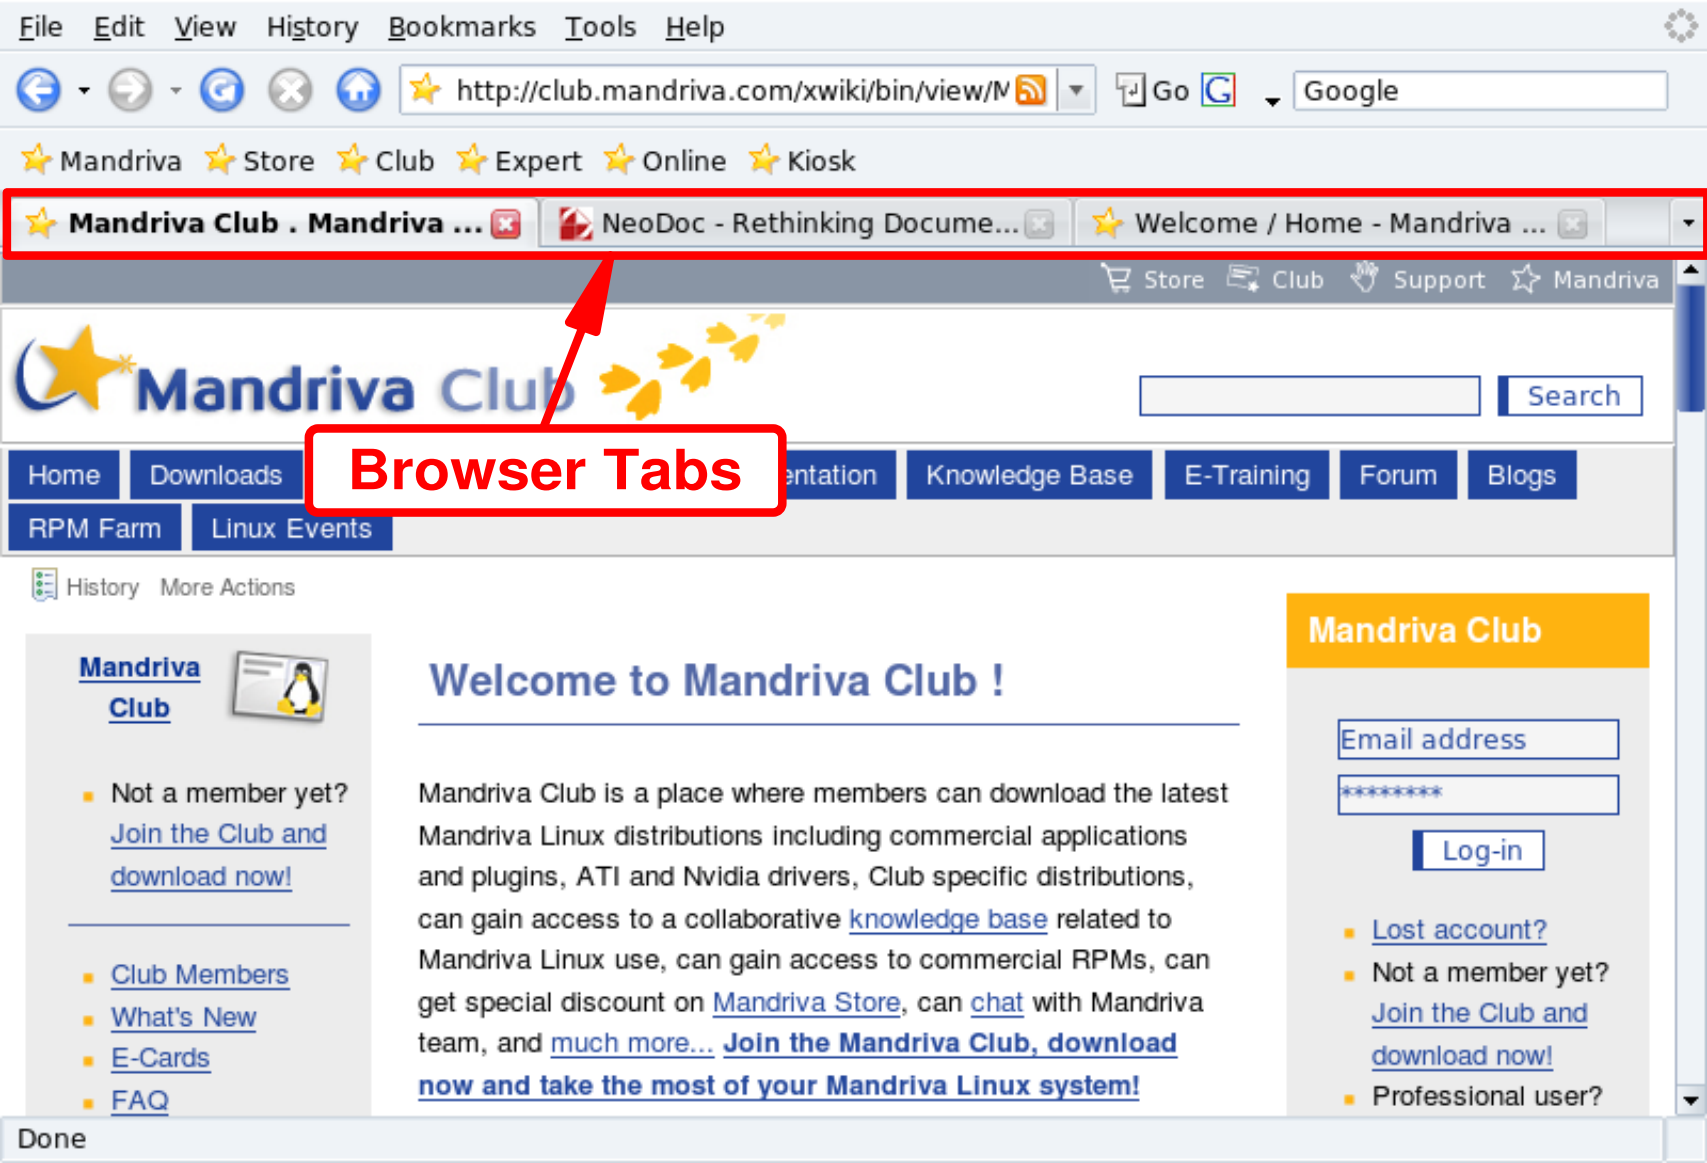 File Edit View History Bookmarks Tools Help
http://club.mandriva.com/xwiki/bin/view/M Go G Google
Mandriva Store Club Expert Online Kiosk
Mandriva Club . Mandriva ... NeoDoc - Rethinking Docume... Welcome / Home - Mandriva ...
Store Club Support Mandriva
Mandriva Club
Search
Browser Tabs
Home Downloads entation Knowledge Base E-Training Forum Blogs
RPM Farm Linux Events
History More Actions
Mandriva
Club
Not a member yet?
Join the Club and
download now!
Club Members
What's New
E-Cards
FAQ
Welcome to Mandriva Club !
Mandriva Club is a place where members can download the latest
Mandriva Linux distributions including commercial applications
and plugins, ATI and Nvidia drivers, Club specific distributions,
can gain access to a collaborative knowledge base related to
Mandriva Linux use, can gain access to commercial RPMs, can
get special discount on Mandriva Store, can chat with Mandriva
team, and much more... Join the Mandriva Club, download
now and take the most of your Mandriva Linux system!
Mandriva Club
Email address
********
Log-in
Lost account?
Not a member yet?
Join the Club and
download now!
Professional user?
Done